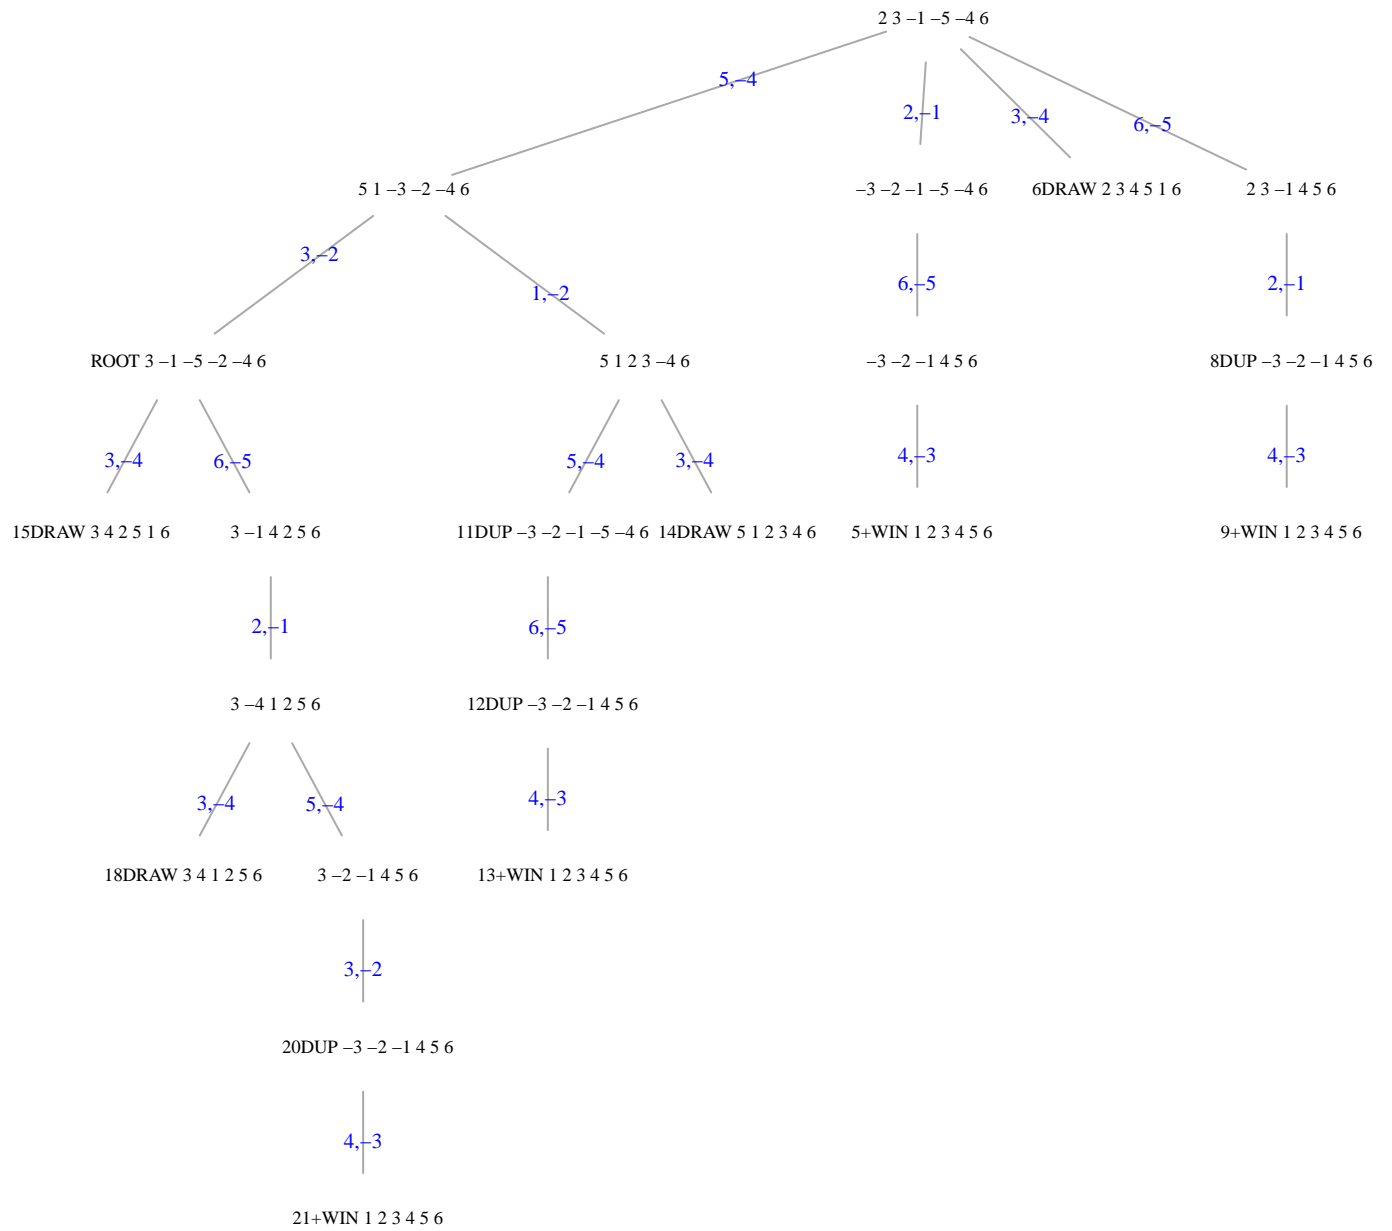 2 3 –1 –5 –4 6
5,–4
2,–1
3,–4
6,–5
5 1 –3 –2 –4 6
–3 –2 –1 –5 –4 6
6DRAW 2 3 4 5 1 6
2 3 –1 4 5 6
3,–2
1,–2
6,–5
2,–1
ROOT 3 –1 –5 –2 –4 6
5 1 2 3 –4 6
–3 –2 –1 4 5 6
8DUP –3 –2 –1 4 5 6
3,–4
6,–5
5,–4
3,–4
4,–3
4,–3
15DRAW 3 4 2 5 1 6
3 –1 4 2 5 6
11DUP –3 –2 –1 –5 –4 6
14DRAW 5 1 2 3 4 6
5+WIN 1 2 3 4 5 6
9+WIN 1 2 3 4 5 6
2,–1
6,–5
3 –4 1 2 5 6
12DUP –3 –2 –1 4 5 6
3,–4
5,–4
4,–3
18DRAW 3 4 1 2 5 6
3 –2 –1 4 5 6
13+WIN 1 2 3 4 5 6
3,–2
20DUP –3 –2 –1 4 5 6
4,–3
21+WIN 1 2 3 4 5 6